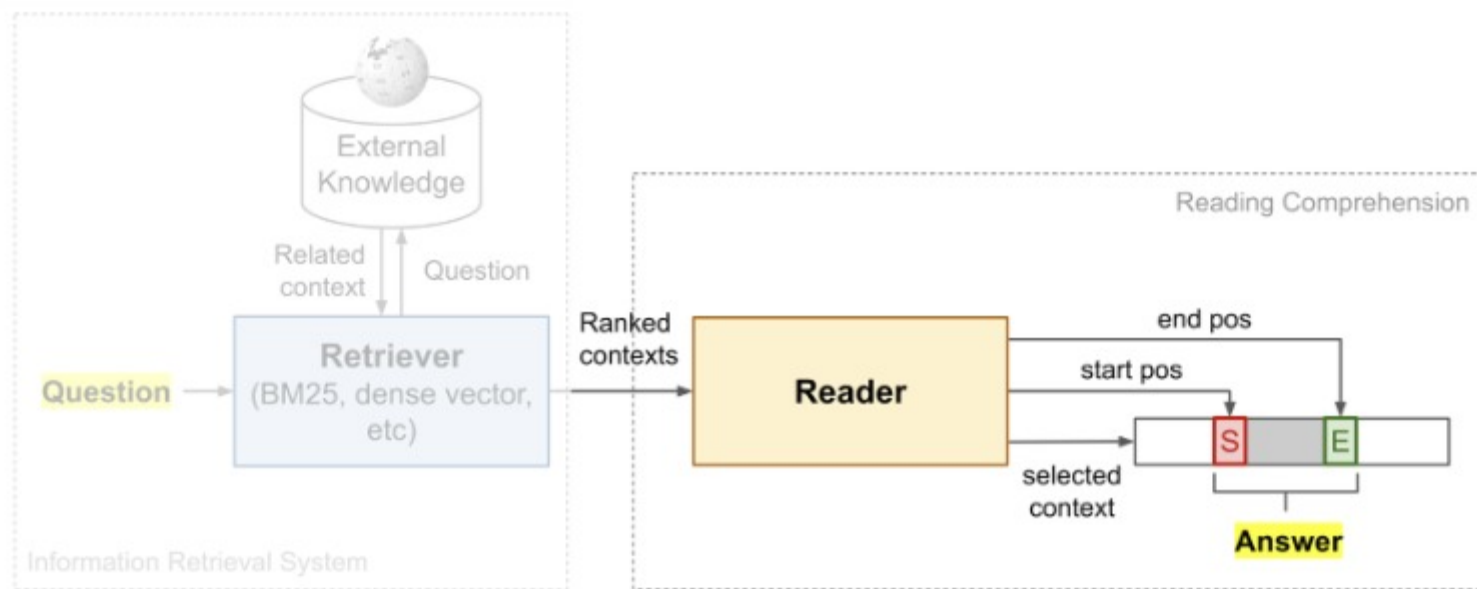 External
Knowledge
Related
context
Question
Question
Retriever
(BM25, dense vector,
etc)
Information Retrieval System
Ranked
contexts
Reading Comprehension
Reader
end pos
start pos
selected
context
S
E
Answer